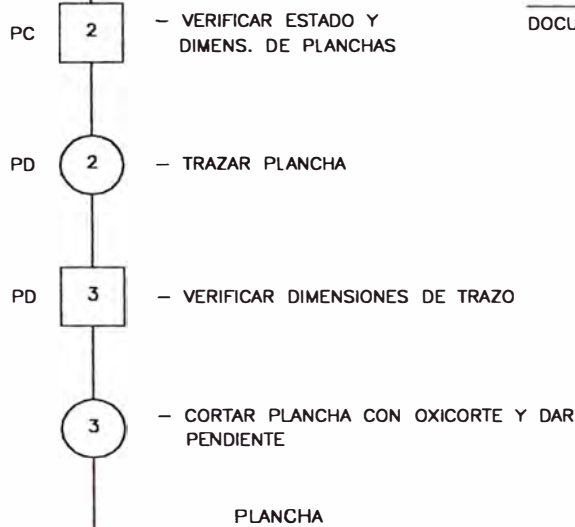 PC 2 – VERIFICAR ESTADO Y
DIMENS. DE PLANCHAS
DOCU
PD 2 – TRAZAR PLANCHA
PD 3 – VERIFICAR DIMENSIONES DE TRAZO
3 – CORTAR PLANCHA CON OXICORTE Y DAR
PENDIENTE
PLANCHA